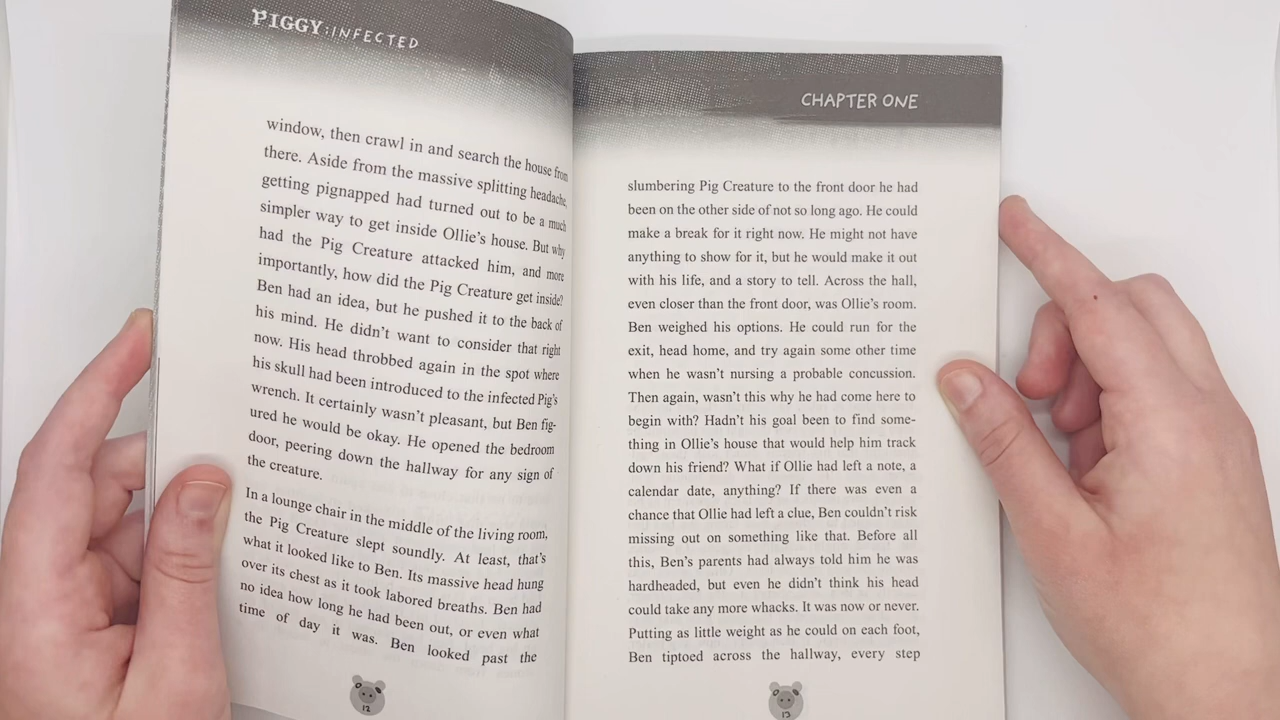 PIGGY:INFECTED
window, then crawl in and search the house from
there. Aside from the massive splitting headache,
getting pignapped had turned out to be a much
simpler way to get inside Ollie's house. But why
had the Pig Creature attacked him, and more
importantly, how did the Pig Creature get inside?
Ben had an idea, but he pushed it to the back of
his mind. He didn't want to consider that right
now. His head throbbed again in the spot where
his skull had been introduced to the infected Pig's
wrench. It certainly wasn't pleasant, but Ben fig-
ured he would be okay. He opened the bedroom
door, peering down the hallway for any sign of
the creature.
In a lounge chair in the middle of the living room,
the Pig Creature slept soundly. At least, that's
what it looked like to Ben. Its massive head hung
over its chest as it took labored breaths. Ben had
no idea how long he had been out, or even what
time of day it was. Ben looked past the
12
CHAPTER ONE
slumbering Pig Creature to the front door he had
been on the other side of not so long ago. He could
make a break for it right now. He might not have
anything to show for it, but he would make it out
with his life, and a story to tell. Across the hall,
even closer than the front door, was Ollie's room.
Ben weighed his options. He could run for the
exit, head home, and try again some other time
when he wasn't nursing a probable concussion.
Then again, wasn't this why he had come here to
begin with? Hadn't his goal been to find some-
thing in Ollie's house that would help him track
down his friend? What if Ollie had left a note, a
calendar date, anything? If there was even a
chance that Ollie had left a clue, Ben couldn't risk
missing out on something like that. Before all
this, Ben's parents had always told him he was
hardheaded, but even he didn't think his head
could take any more whacks. It was now or never.
Putting as little weight as he could on each foot,
Ben tiptoed across the hallway, every step
13